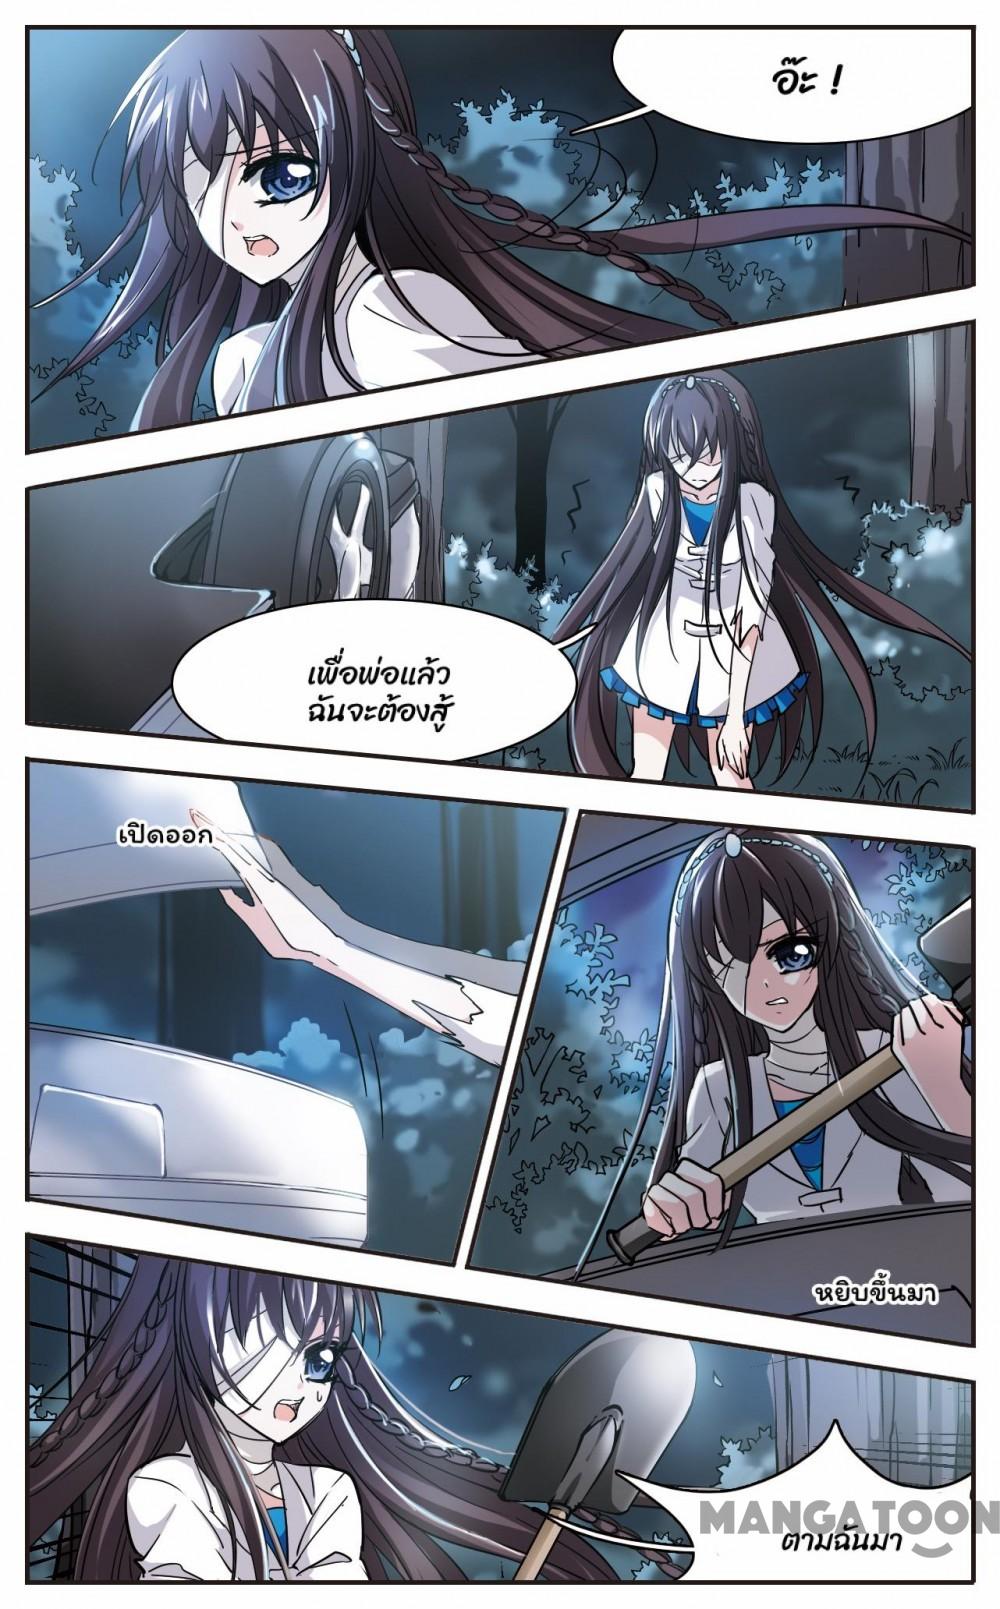 อ๊ะ !
เพื่อพ่อแล้ว
ฉันจะต้องสู้
เปิดออก
หยิบขึ้นมา
ตามฉันมา
MANGATOON